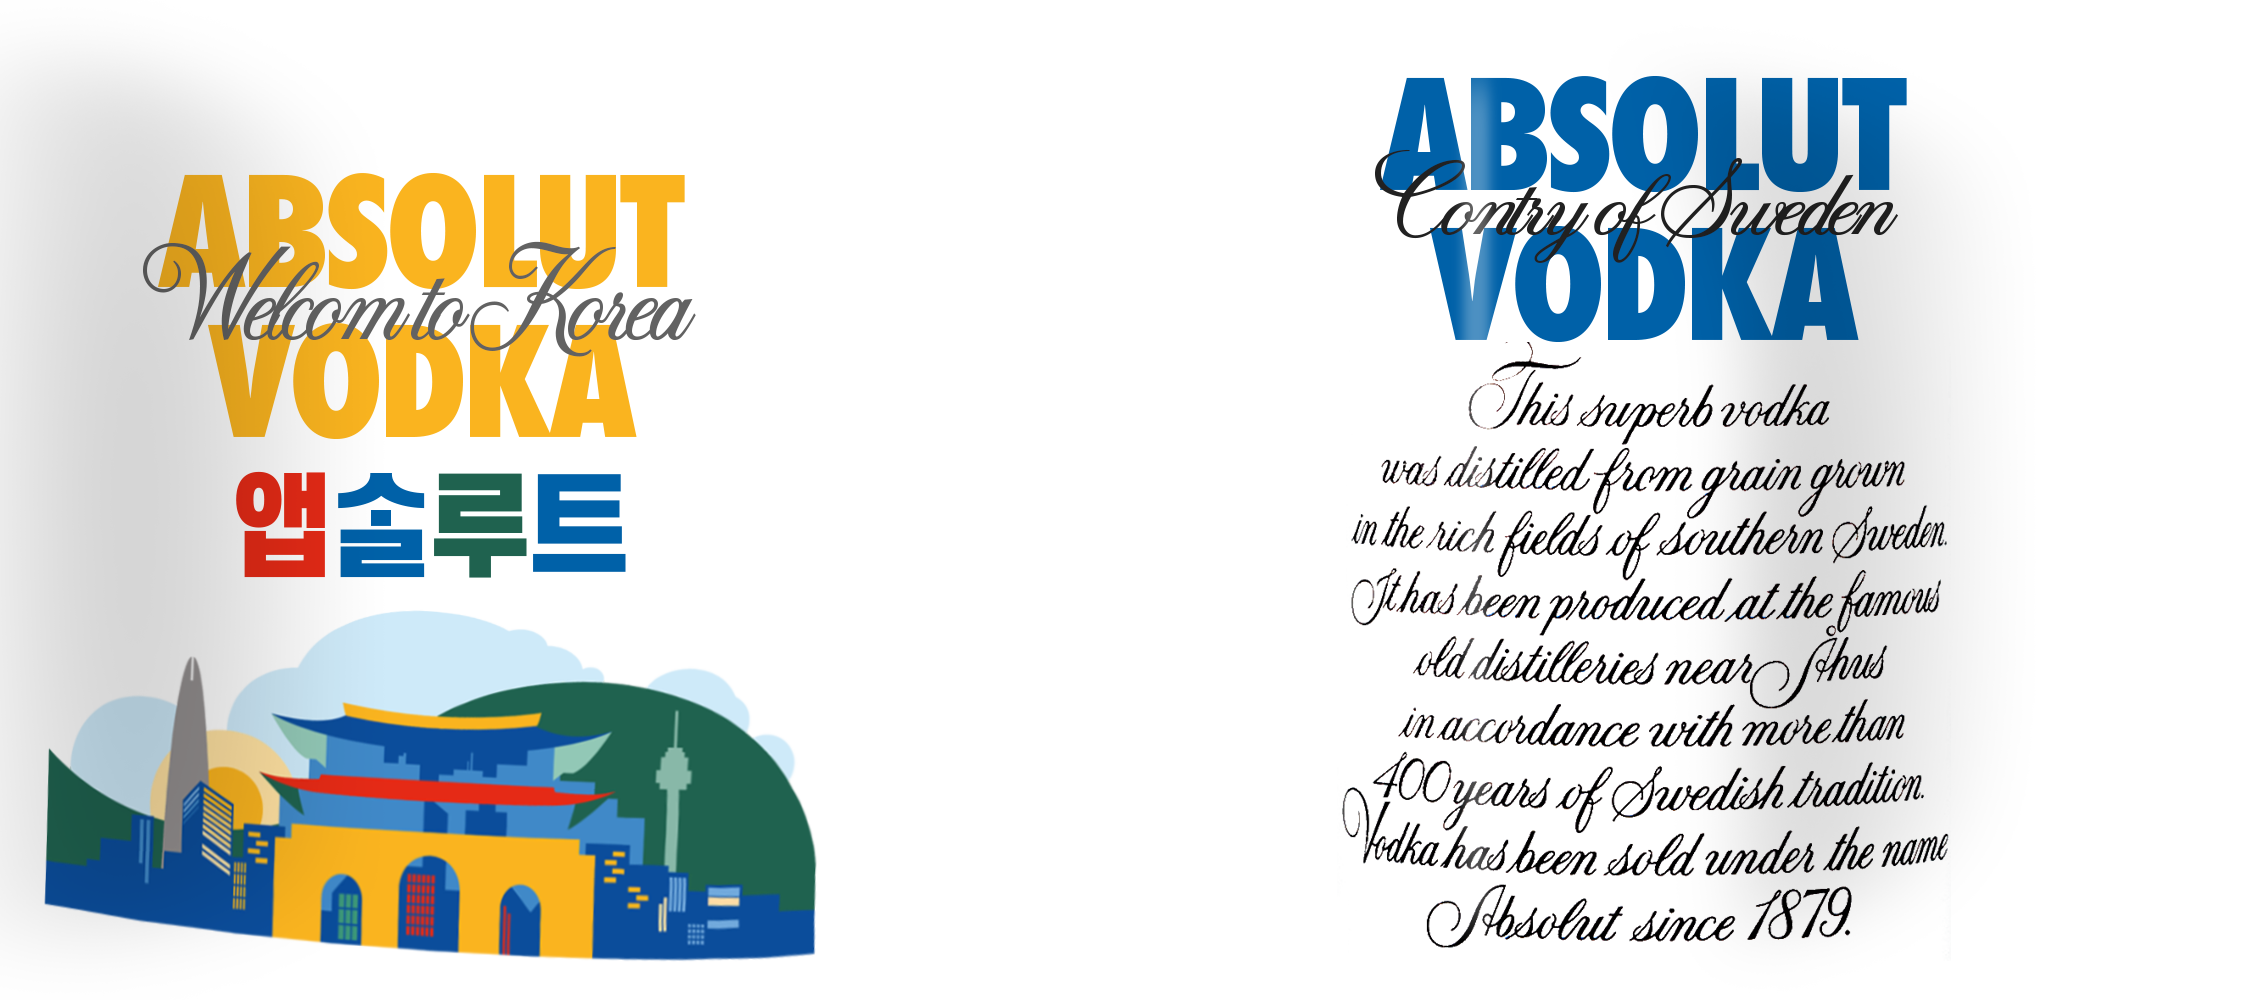 ABSOLUT
Welcom to Korea
VODKA
앱솔루트
ABSOLUT
Contry of Sweden
VODKA
This superb vodka
was distilled from grain grown
in the rich fields of southern Sweden.
It has been produced at the famous
old distilleries near Åhus
in accordance with more than
400 years of Swedish tradition.
Vodka has been sold under the name
Absolut since 1879.